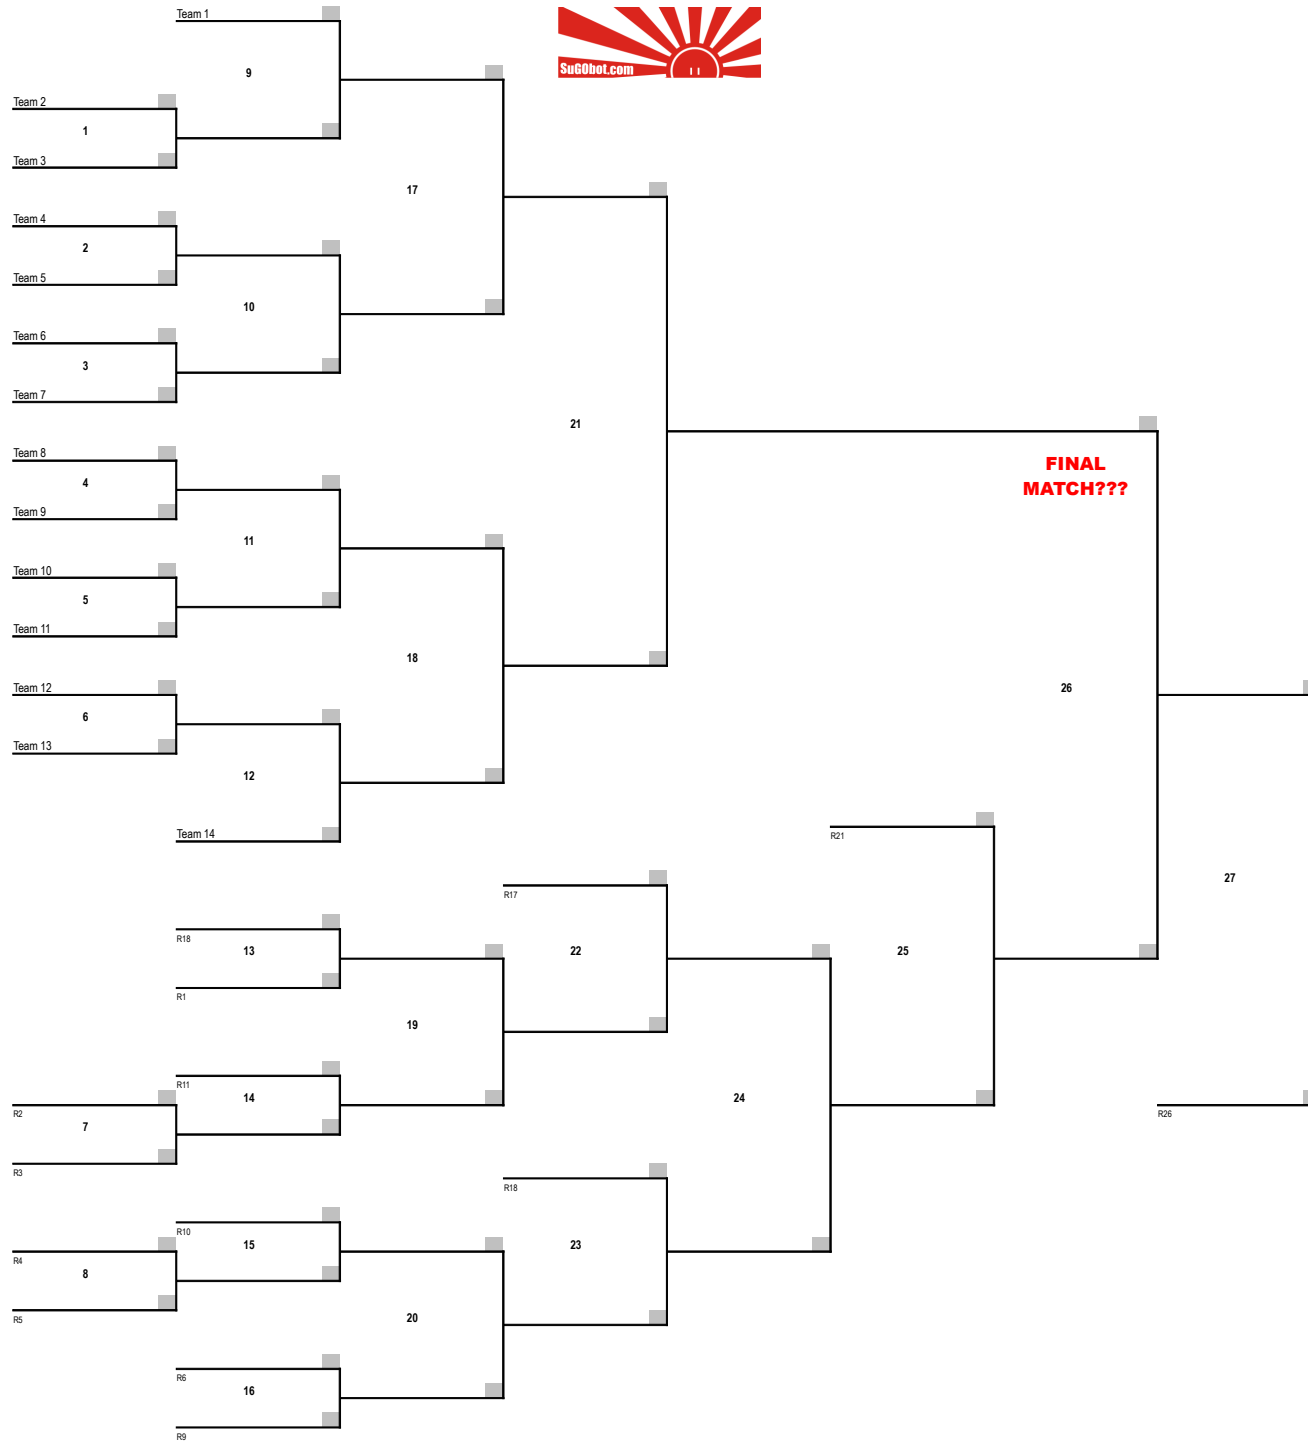 Team 1
SuGObot.com
9
Team 2
1
Team 3
17
Team 4
2
Team 5
10
Team 6
3
Team 7
21
Team 8
4
Team 9
FINAL
MATCH???
11
Team 10
5
Team 11
18
Team 12
6
Team 13
26
12
Team 14
R21
27
R17
R18
13
22
25
R1
19
R11
14
24
R2
7
R26
R3
R18
R10
15
23
R4
8
R5
20
R6
16
R9